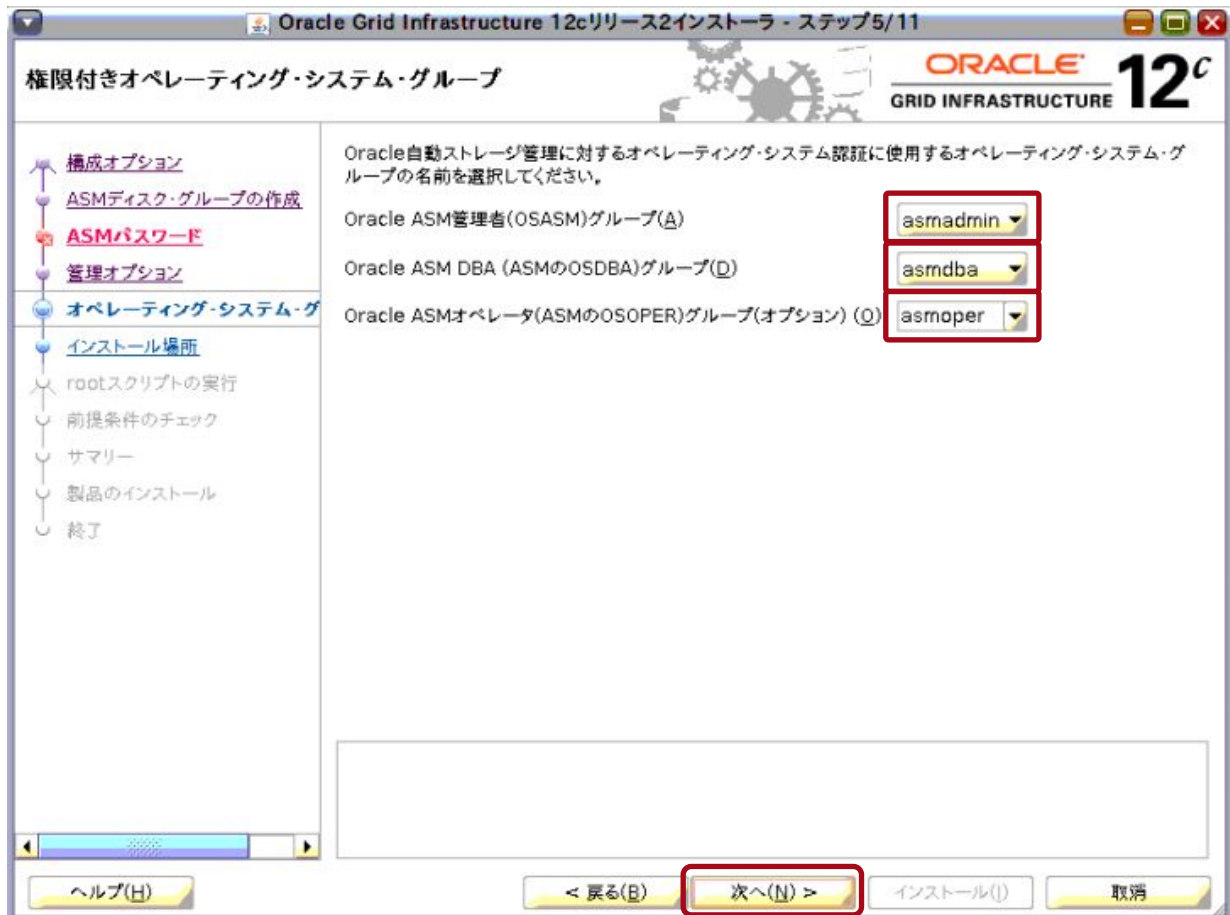 Oracle Grid Infrastructure 12cリリース2インストーラ - ステップ5/11
権限付きオペレーティング・システム・グループ
ORACLE
GRID INFRASTRUCTURE
12c
構成オプション
ASMディスク・グループの作成
ASMパスワード
管理オプション
オペレーティング・システム・グ
インストール場所
rootスクリプトの実行
前提条件のチェック
サマリー
製品のインストール
終了
Oracle自動ストレージ管理に対するオペレーティング・システム認証に使用するオペレーティング・システム・グ
ループの名前を選択してください。
Oracle ASM管理者(OSASM)グループ(A) asmadmin
Oracle ASM DBA (ASMのOSDBA)グループ(D) asmdba
Oracle ASMオペレータ(ASMのOSOPER)グループ(オプション) (O) asmoper
ヘルプ(H) < 戻る(B) 次へ(N) > インストール(I) 取消